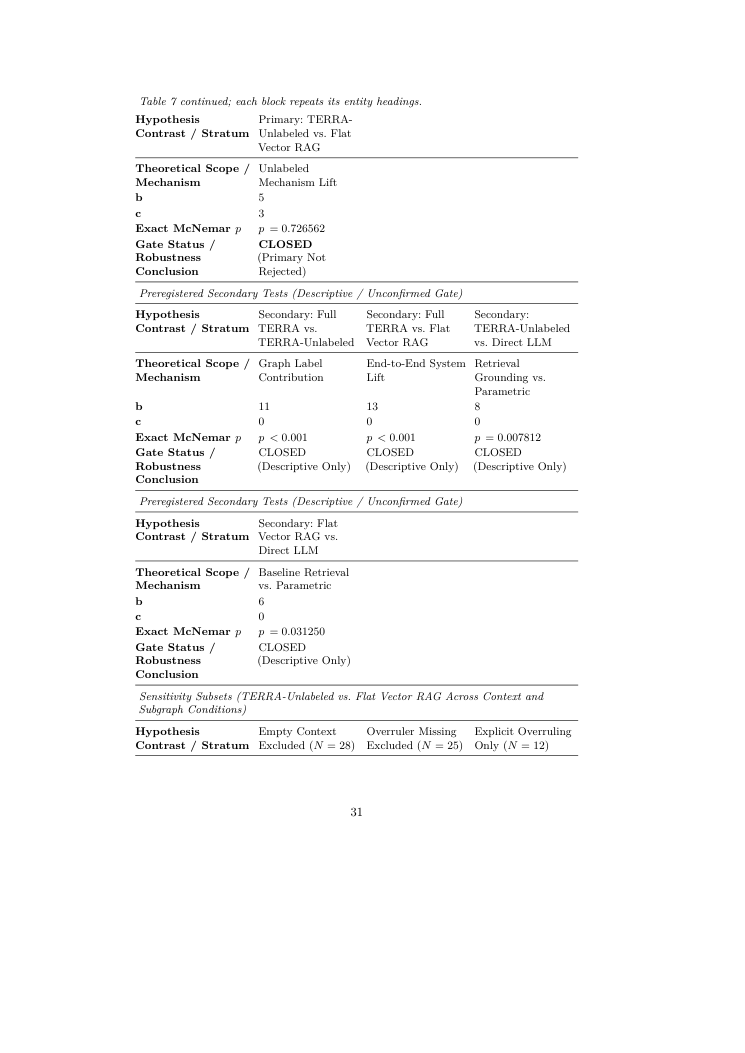 Table 7 continued; each block repeats its entity headings.
Hypothesis Primary: TERRA-
Contrast / Stratum Unlabeled vs. Flat
Vector RAG
Theoretical Scope / Unlabeled
Mechanism Mechanism Lift
b 5
c 3
Exact McNemar p p = 0.726562
Gate Status / CLOSED
Robustness (Primary Not
Conclusion Rejected)
Preregistered Secondary Tests (Descriptive / Unconfirmed Gate)
Hypothesis Secondary: Full Secondary: Full Secondary:
Contrast / Stratum TERRA vs. TERRA vs. Flat TERRA-Unlabeled
TERRA-Unlabeled Vector RAG vs. Direct LLM
Theoretical Scope / Graph Label End-to-End System Retrieval
Mechanism Contribution Lift Grounding vs.
Parametric
b 11 13 8
c 0 0 0
Exact McNemar p p < 0.001 p < 0.001 p = 0.007812
Gate Status / CLOSED CLOSED CLOSED
Robustness (Descriptive Only) (Descriptive Only) (Descriptive Only)
Conclusion
Preregistered Secondary Tests (Descriptive / Unconfirmed Gate)
Hypothesis Secondary: Flat
Contrast / Stratum Vector RAG vs.
Direct LLM
Theoretical Scope / Baseline Retrieval
Mechanism vs. Parametric
b 6
c 0
Exact McNemar p p = 0.031250
Gate Status / CLOSED
Robustness (Descriptive Only)
Conclusion
Sensitivity Subsets (TERRA-Unlabeled vs. Flat Vector RAG Across Context and
Subgraph Conditions)
Hypothesis Empty Context Overruler Missing Explicit Overruling
Contrast / Stratum Excluded (N = 28) Excluded (N = 25) Only (N = 12)
31